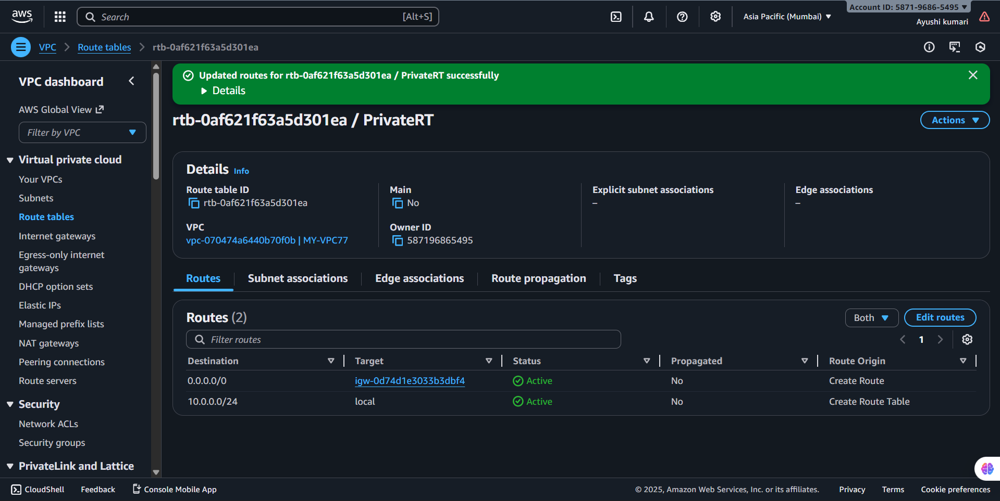 aws
Search
[Alt+S]
Asia Pacific (Mumbai)
Account ID: 5871-9686-5495
Ayushi kumari
VPC
Route tables
rtb-0af621f63a5d301ea
VPC dashboard
AWS Global View
Filter by VPC
Virtual private cloud
Your VPCs
Subnets
Route tables
Internet gateways
Egress-only internet
gateways
DHCP option sets
Elastic IPs
Managed prefix lists
NAT gateways
Peering connections
Route servers
Security
Network ACLs
Security groups
PrivateLink and Lattice
Updated routes for rtb-0af621f63a5d301ea / PrivateRT successfully
Details
rtb-0af621f63a5d301ea / PrivateRT
Actions
Details Info
Route table ID
rtb-0af621f63a5d301ea
Main
No
Explicit subnet associations
–
Edge associations
–
VPC
vpc-070474a6440b70f0b | MY-VPC77
Owner ID
587196865495
Routes
Subnet associations
Edge associations
Route propagation
Tags
Routes (2)
Both
Edit routes
Filter routes
1
Destination Target Status Propagated Route Origin
0.0.0.0/0 igw-0d74d1e3033b3dbf4 Active No Create Route
10.0.0.0/24 local Active No Create Route Table
CloudShell
Feedback
Console Mobile App
© 2025, Amazon Web Services, Inc. or its affiliates.
Privacy
Terms
Cookie preferences